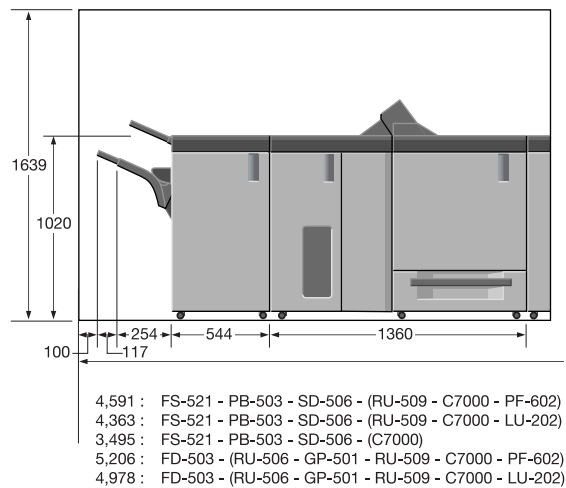 1639
1020
254
544
1360
100
117
4,591 : FS-521 - PB-503 - SD-506 - (RU-509 - C7000 - PF-602)
4,363 : FS-521 - PB-503 - SD-506 - (RU-509 - C7000 - LU-202)
3,495 : FS-521 - PB-503 - SD-506 - (C7000)
5,206 : FD-503 - (RU-506 - GP-501 - RU-509 - C7000 - PF-602)
4,978 : FD-503 - (RU-506 - GP-501 - RU-509 - C7000 - LU-202)